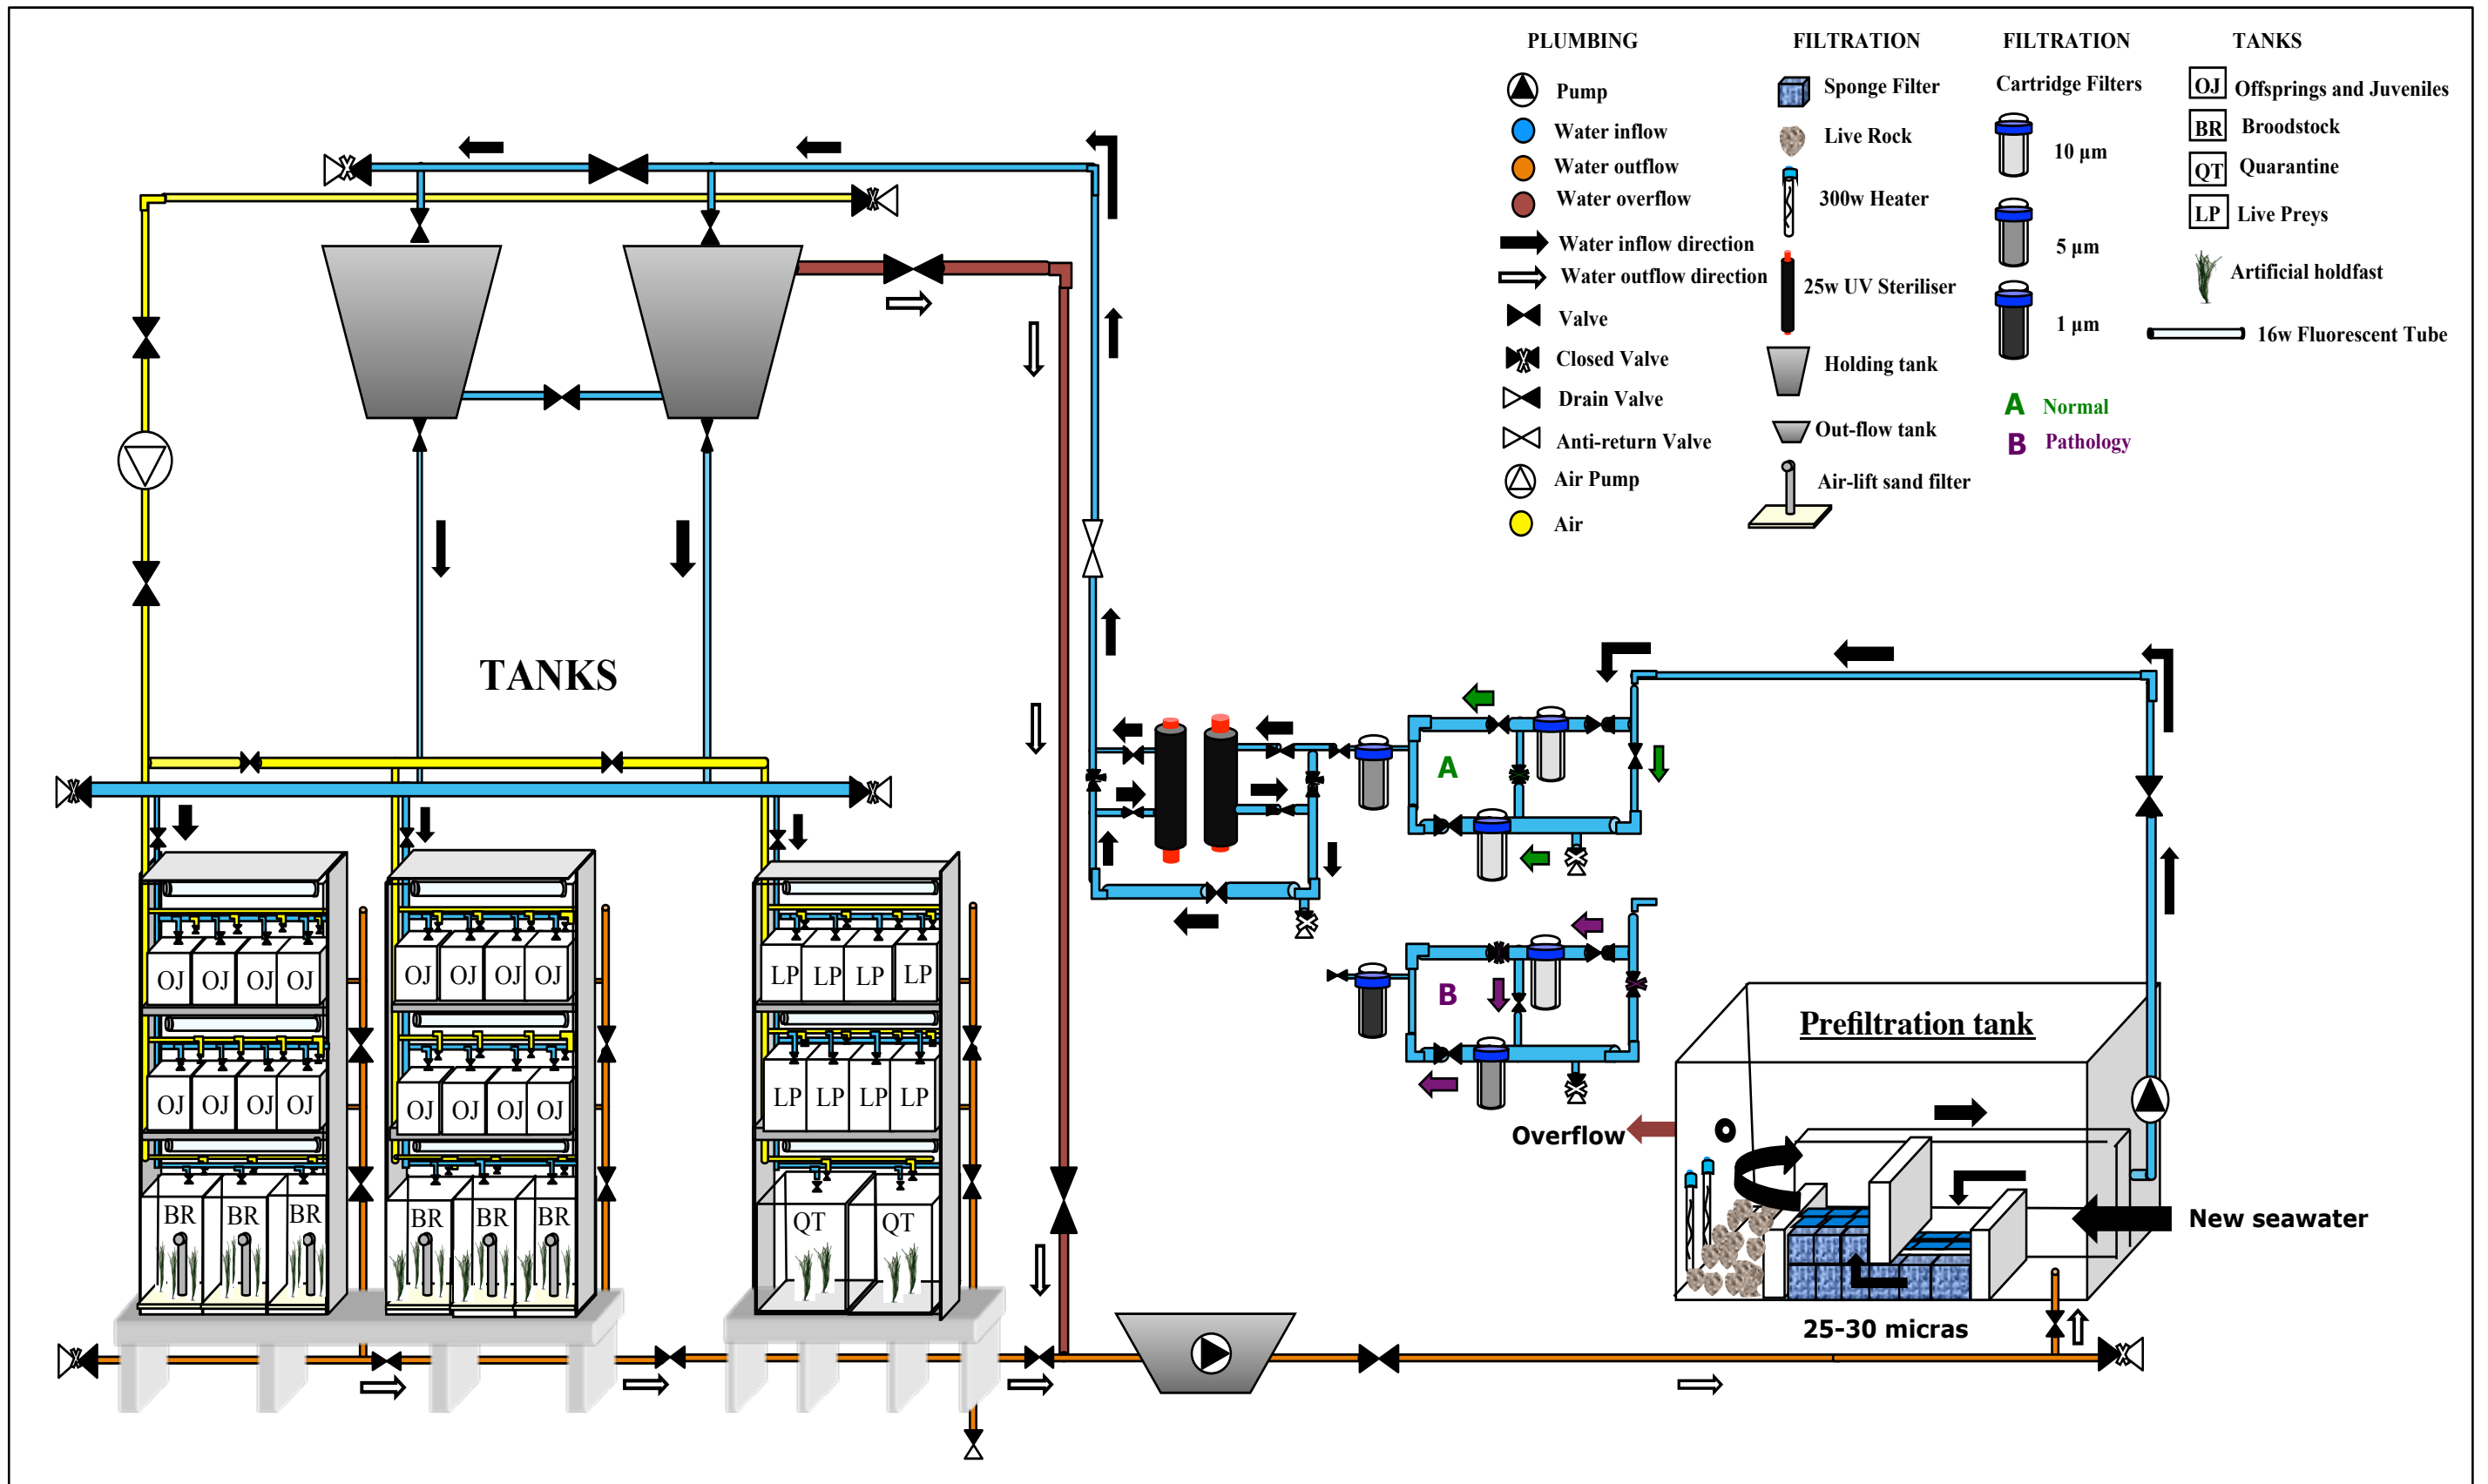 PLUMBING
Pump
Water inflow
Water outflow
Water overflow
Water inflow direction
Water outflow direction
Valve
Closed Valve
Drain Valve
Anti-return Valve
Air Pump
Air
FILTRATION
Sponge Filter
Live Rock
300w Heater
25w UV Steriliser
Holding tank
Out-flow tank
Air-lift sand filter
FILTRATION
Cartridge Filters
10 µm
5 µm
1 µm
A Normal
B Pathology
TANKS
OJ Offsprings and Juveniles
BR Broodstock
QT Quarantine
LP Live Preys
Artificial holdfast
16w Fluorescent Tube
TANKS
A
B
OJ OJ OJ OJ
OJ OJ OJ OJ
BR BR BR
OJ OJ OJ OJ
OJ OJ OJ OJ
BR BR BR
LP LP LP LP
LP LP LP LP
QT QT
Prefiltration tank
Overflow
New seawater
25-30 micras